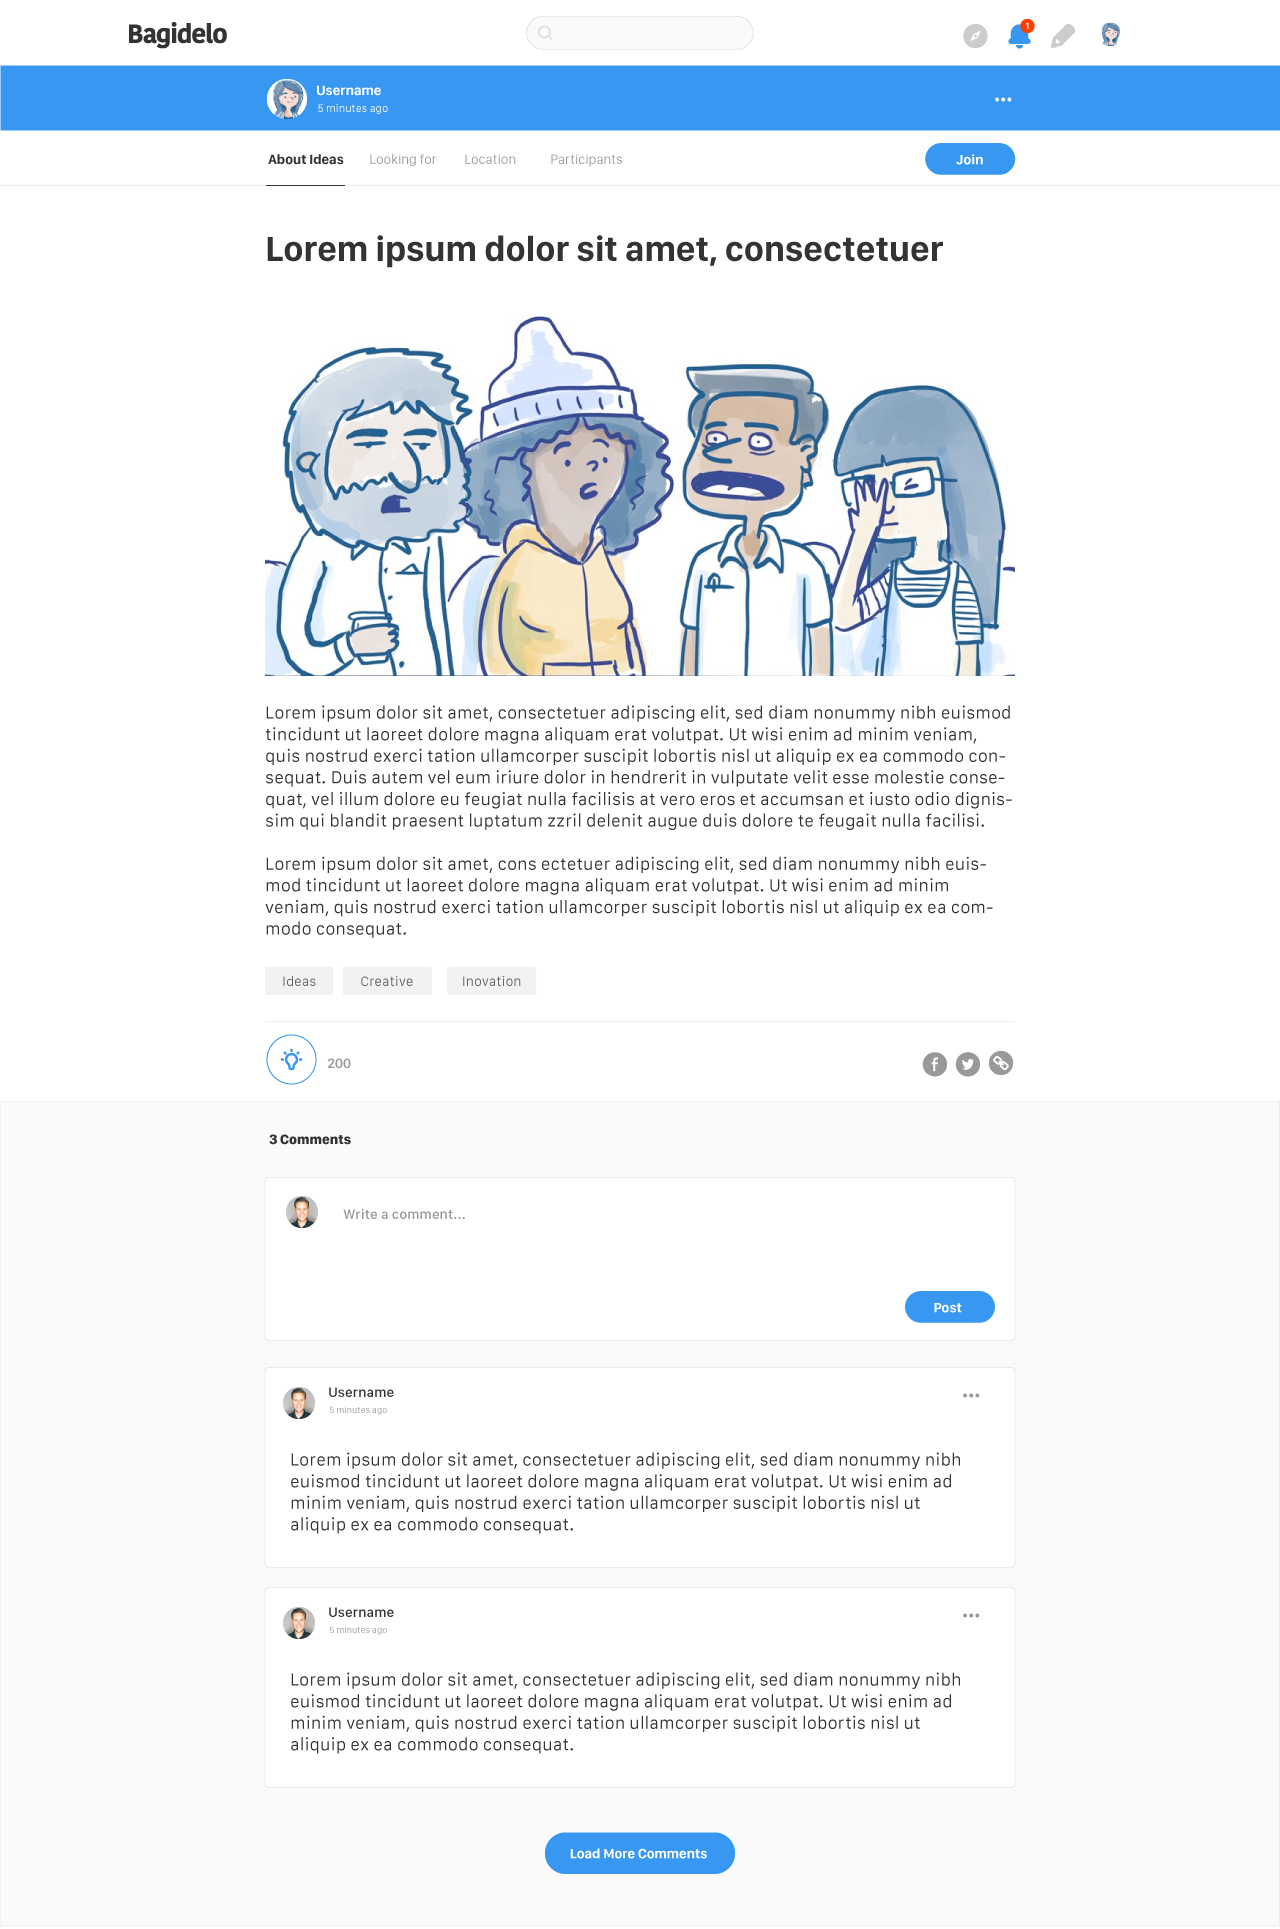 Bagidelo
1
Username
5 minutes ago
About Ideas
Looking for
Location
Participants
Join
Lorem ipsum dolor sit amet, consectetuer
Lorem ipsum dolor sit amet, consectetuer adipiscing elit, sed diam nonummy nibh euismod
tincidunt ut laoreet dolore magna aliquam erat volutpat. Ut wisi enim ad minim veniam,
quis nostrud exerci tation ullamcorper suscipit lobortis nisl ut aliquip ex ea commodo con-
sequat. Duis autem vel eum iriure dolor in hendrerit in vulputate velit esse molestie conse-
quat, vel illum dolore eu feugiat nulla facilisis at vero eros et accumsan et iusto odio dignis-
sim qui blandit praesent luptatum zzril delenit augue duis dolore te feugait nulla facilisi.
Lorem ipsum dolor sit amet, cons ectetuer adipiscing elit, sed diam nonummy nibh euis-
mod tincidunt ut laoreet dolore magna aliquam erat volutpat. Ut wisi enim ad minim
veniam, quis nostrud exerci tation ullamcorper suscipit lobortis nisl ut aliquip ex ea com-
modo consequat.
Ideas
Creative
Inovation
200
3 Comments
Write a comment...
Post
Username
5 minutes ago
Lorem ipsum dolor sit amet, consectetuer adipiscing elit, sed diam nonummy nibh
euismod tincidunt ut laoreet dolore magna aliquam erat volutpat. Ut wisi enim ad
minim veniam, quis nostrud exerci tation ullamcorper suscipit lobortis nisl ut
aliquip ex ea commodo consequat.
Username
5 minutes ago
Lorem ipsum dolor sit amet, consectetuer adipiscing elit, sed diam nonummy nibh
euismod tincidunt ut laoreet dolore magna aliquam erat volutpat. Ut wisi enim ad
minim veniam, quis nostrud exerci tation ullamcorper suscipit lobortis nisl ut
aliquip ex ea commodo consequat.
Load More Comments